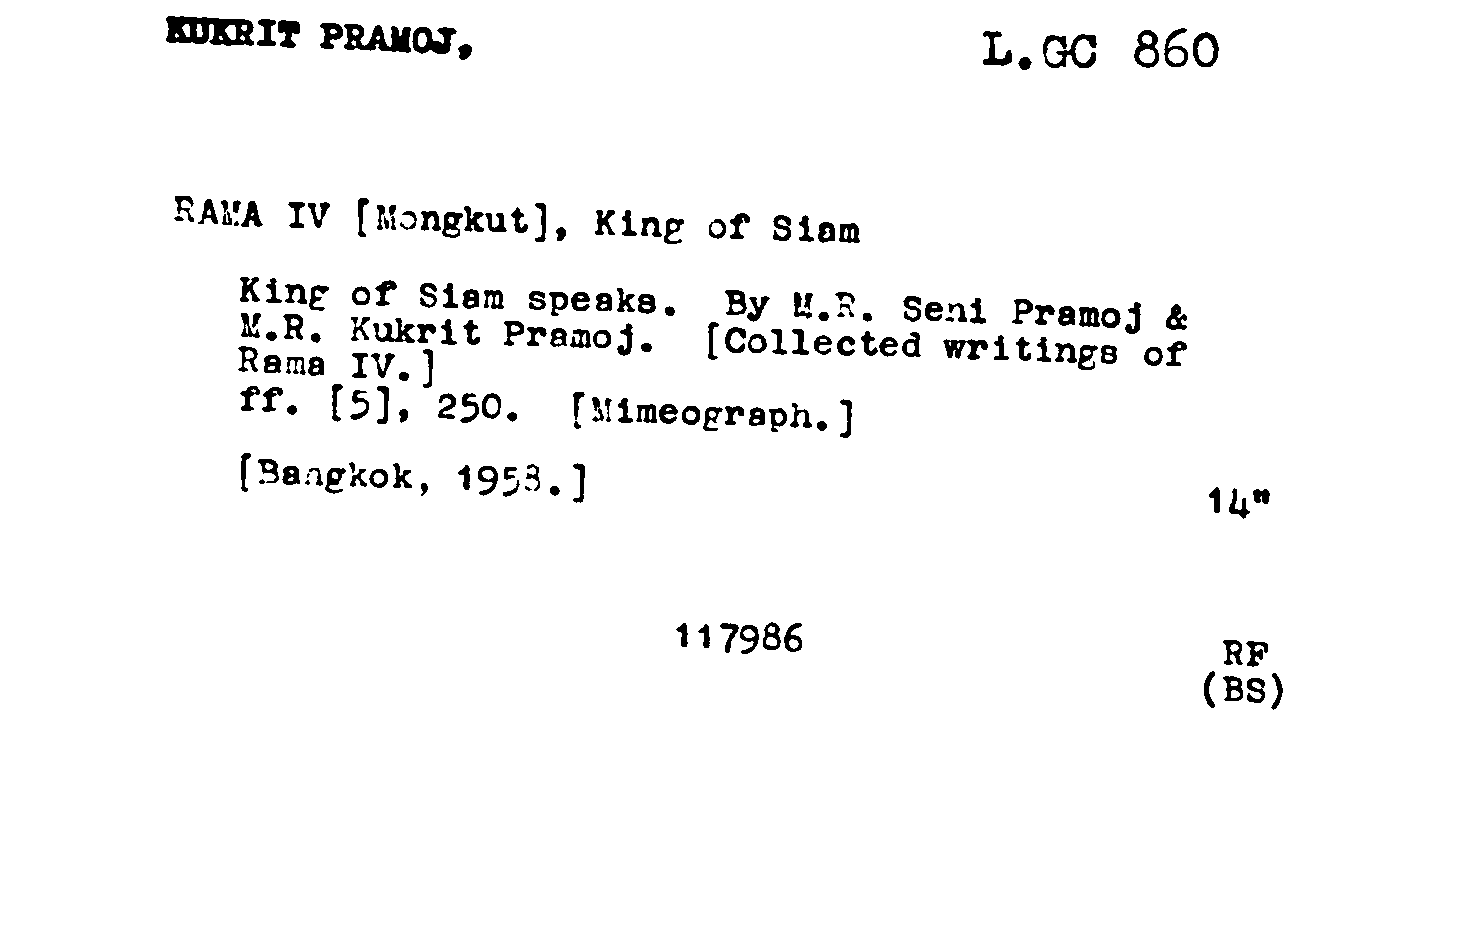 KUKRIT PRAMOJ,
L.GC 860
RAMA IV [Mongkut], King of Siam
King of Siam speaks. By M.R. Seni Pramoj &
M.R. Kukrit Pramoj. [Collected writings of
Rama IV.]
ff. [5], 250. [Mimeograph.]
[Bangkok, 1958.]
14"
117986
RF
(BS)